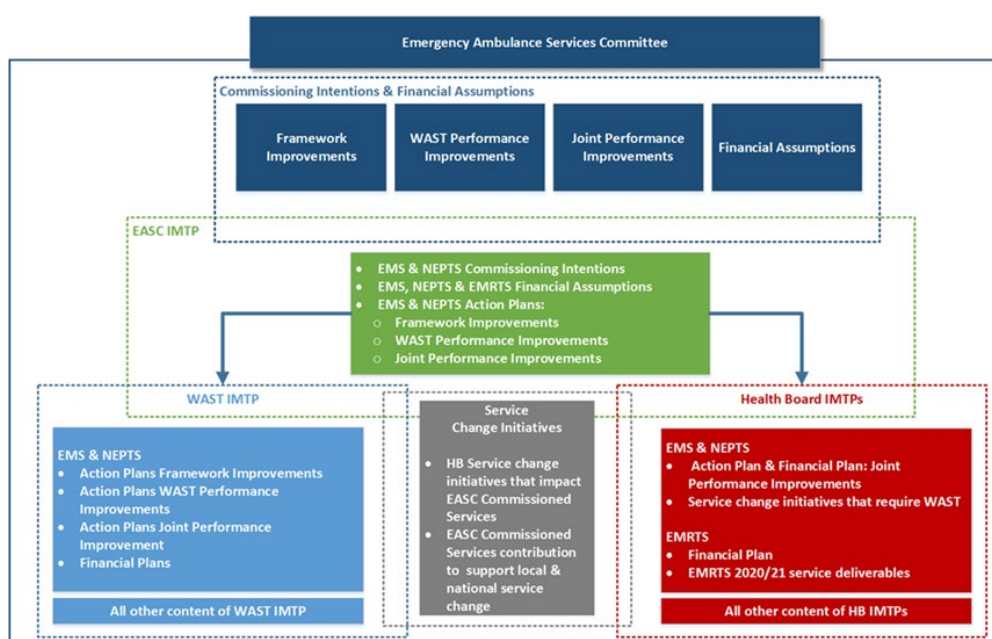 Emergency Ambulance Services Committee
Commissioning Intentions & Financial Assumptions
Framework
Improvements
WAST Performance
Improvements
Joint Performance
Improvements
Financial Assumptions
EASC IMTP
• EMS & NEPTS Commissioning Intentions
• EMS, NEPTS & EMRTS Financial Assumptions
• EMS & NEPTS Action Plans:
o Framework Improvements
o WAST Performance Improvements
o Joint Performance Improvements
WAST IMTP
EMS & NEPTS
• Action Plans Framework Improvements
• Action Plans WAST Performance
Improvements
• Action Plans Joint Performance
Improvement
• Financial Plans
All other content of WAST IMTP
Service
Change Initiatives
• HB Service change
initiatives that impact
EASC Commissioned
Services
• EASC Commissioned
Services contribution
to support local &
national service
change
Health Board IMTPs
EMS & NEPTS
• Action Plan & Financial Plan: Joint
Performance Improvements
• Service change initiatives that require WAST
EMRTS
• Financial Plan
• EMRTS 2020/21 service deliverables
All other content of HB IMTPs